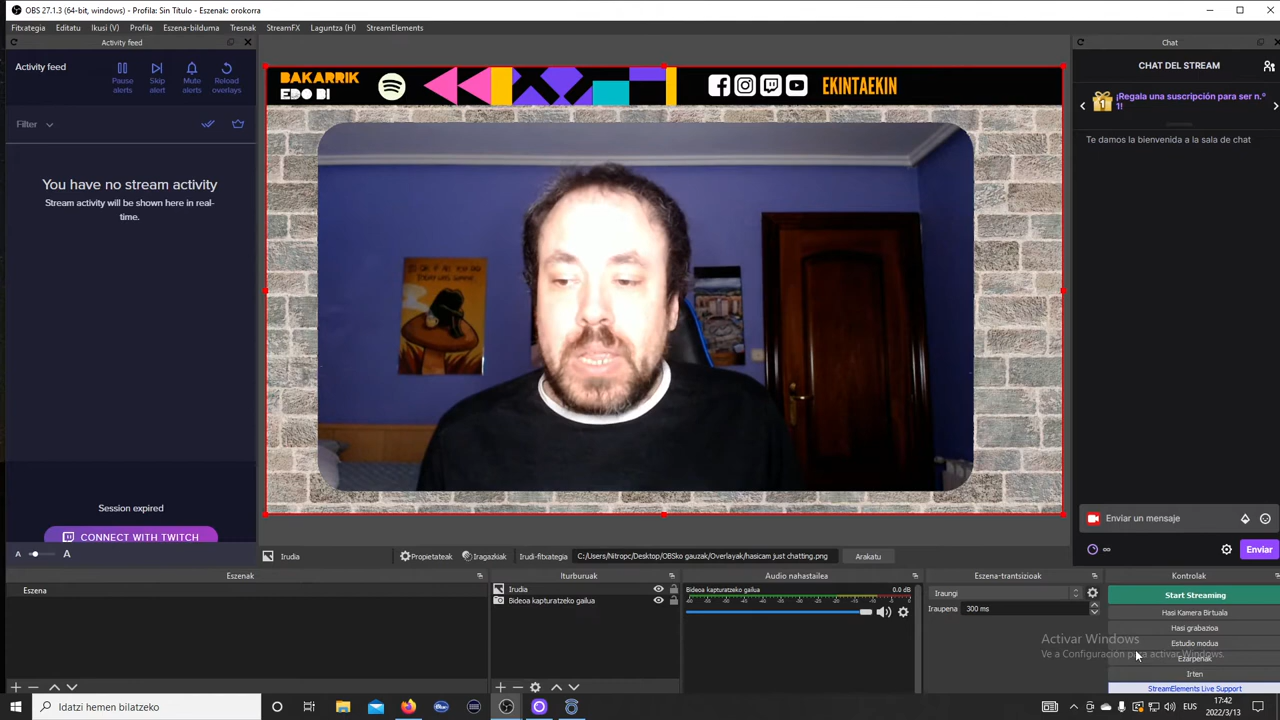 OBS 27.1.3 (64-bit, windows) - Profila: Sin Título - Eszenak: orokorra
Fitxategia Editatu Ikusi (V) Profila Eszena-bilduma Tresnak StreamFX Laguntza (H) StreamElements
Activity feed
Activity feed
Pause alerts
Skip alert
Mute alerts
Reload overlays
Filter
You have no stream activity
Stream activity will be shown here in real-
time.
Session expired
CONNECT WITH TWITCH
A A
BAKARRIK
EDO BI
EKINTAEKIN
Chat
CHAT DEL STREAM
¡Regala una suscripción para ser n.º
1!
1
Te damos la bienvenida a la sala de chat
Enviar un mensaje
∞
Enviar
Irudia
Propietateak
Iragazkiak
Irudi-fitxategia
C:/Users/Nitropc/Desktop/OBSko gauzak/Overlayak/hasicam just chatting.png
Arakatu
Eszenak
Eszena
Iturburuak
Irudia
Bideoa kapturatzeko gailua
Audio nahastailea
Bideoa kapturatzeko gailua 0.0 dB
Eszena-trantsizioak
Iraungi
Iraupena 300 ms
Kontrolak
Start Streaming
Hasi Kamera Birtuala
Hasi grabazioa
Estudio modua
Ezarpenak
Irten
StreamElements Live Support
Activar Windows
Ve a Configuración para activar Windows.
Idatzi hemen bilatzeko
17:42
2022/3/13